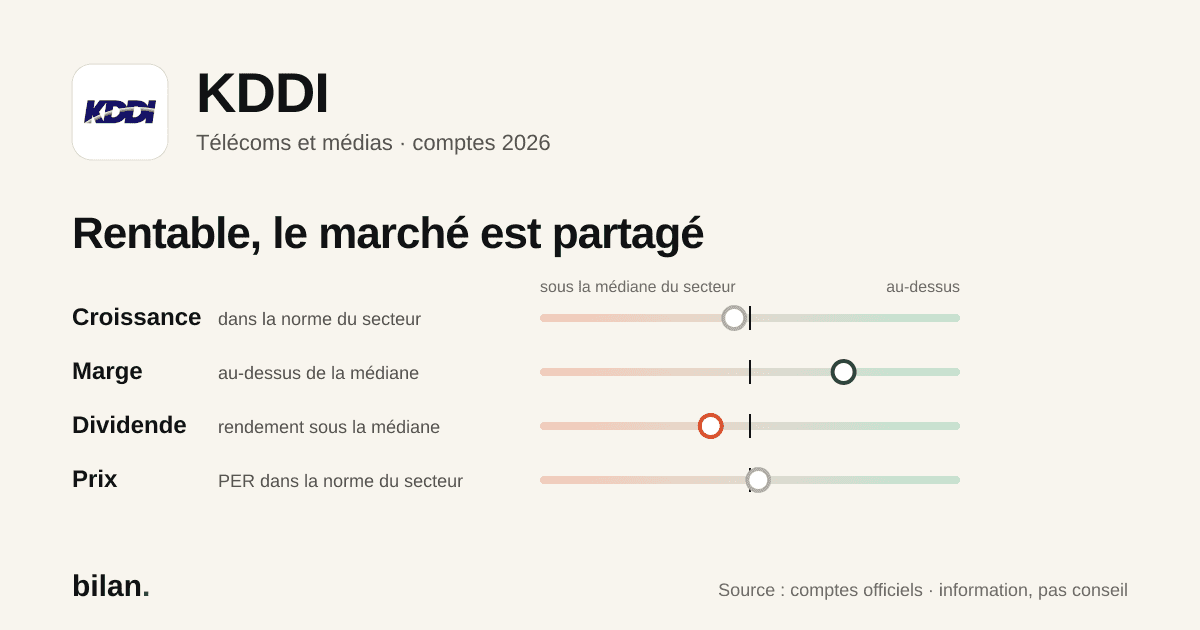 KDDI
KDDI
Télécoms et médias · comptes 2026
Rentable, le marché est partagé
sous la médiane du secteur au-dessus
Croissance dans la norme du secteur
Marge au-dessus de la médiane
Dividende rendement sous la médiane
Prix PER dans la norme du secteur
bilan.
Source : comptes officiels · information, pas conseil